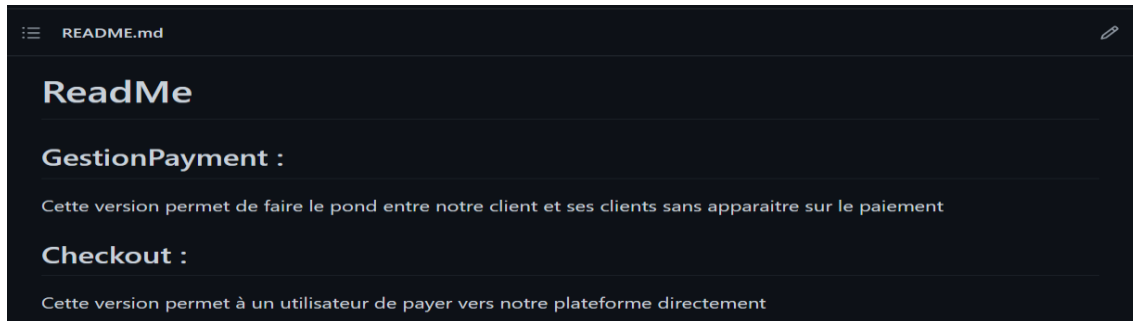 README.md
ReadMe
GestionPayment :
Cette version permet de faire le pond entre notre client et ses clients sans apparaitre sur le paiement
Checkout :
Cette version permet à un utilisateur de payer vers notre plateforme directement